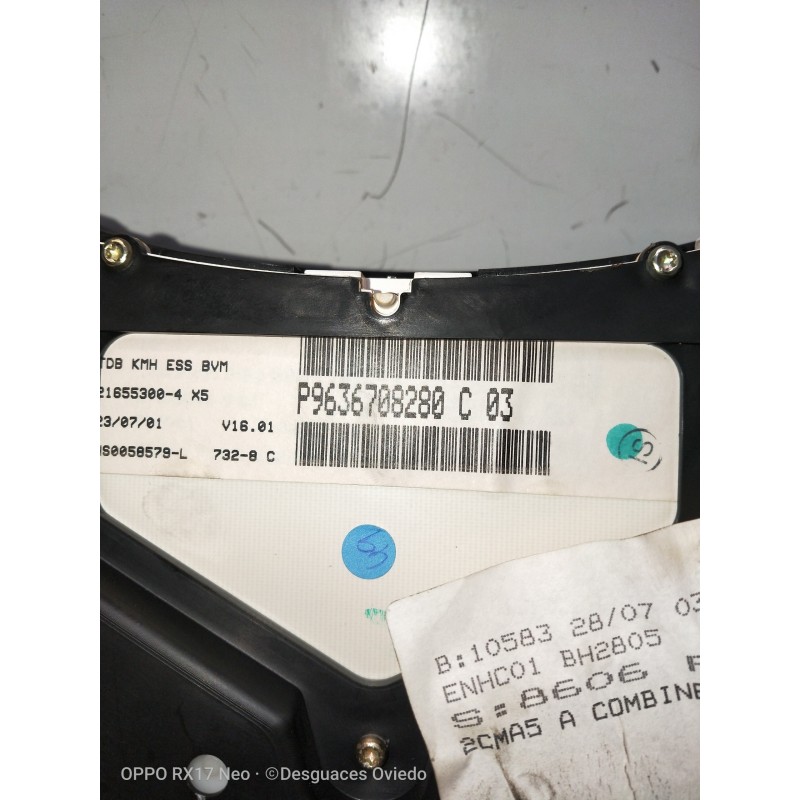 TDB KMH ESS BVM
21655300-4 X5
23/07/01 V16.01
S0058579-L 732-8 C
P9636708280 C 03
B:10583 28/07 03
ENHC01 BH2805
S:8606
2CMA5 A COMBINE
OPPO RX17 Neo · ©Desguaces Oviedo